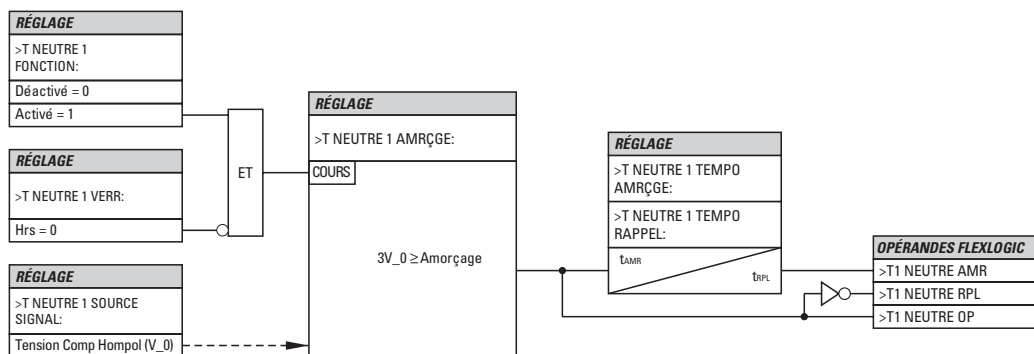 RÉGLAGE
>T NEUTRE 1
FONCTION:
Déactivé = 0
Activé = 1
RÉGLAGE
>T NEUTRE 1 VERR:
Hrs = 0
RÉGLAGE
>T NEUTRE 1 SOURCE
SIGNAL:
Tension Comp Hompol (V_0)
ET
RÉGLAGE
>T NEUTRE 1 AMRÇGE:
COURS
3V_0 ≥ Amorçage
RÉGLAGE
>T NEUTRE 1 TEMPO
AMRÇGE:
>T NEUTRE 1 TEMPO
RAPPEL:
tAMR
tRPL
OPÉRANDES FLEXLOGIC
>T1 NEUTRE AMR
>T1 NEUTRE RPL
>T1 NEUTRE OP